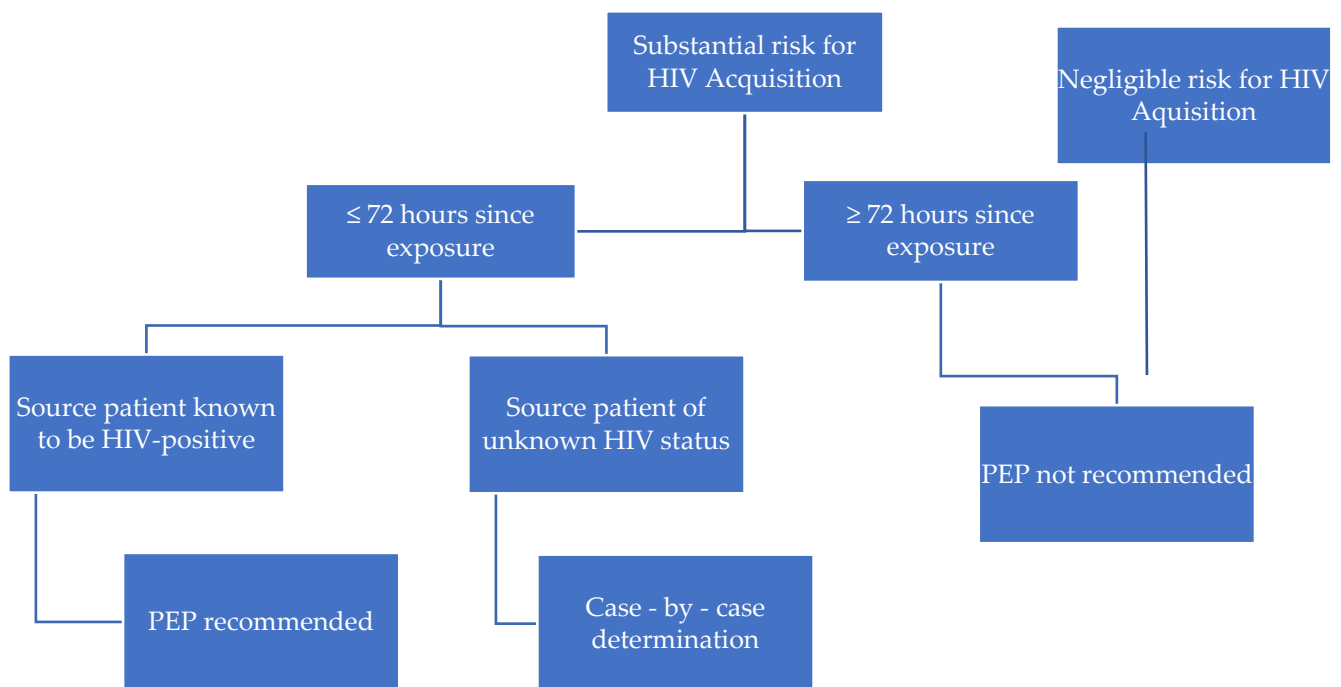 Substantial risk for
HIV Acquisition
Negligible risk for HIV
Aquisition
≤ 72 hours since
exposure
≥ 72 hours since
exposure
Source patient known
to be HIV-positive
Source patient of
unknown HIV status
PEP not recommended
PEP recommended
Case - by - case
determination